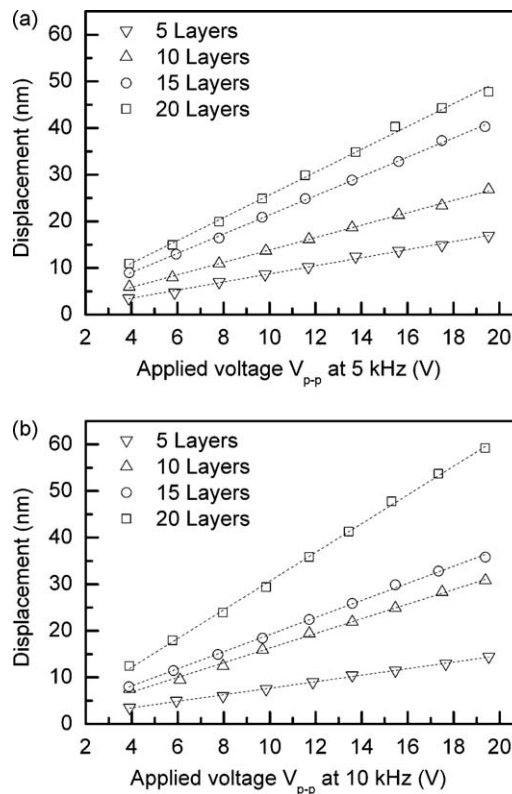 (a)
5 Layers
10 Layers
15 Layers
20 Layers
Displacement (nm)
60
50
40
30
20
10
0
2 4 6 8 10 12 14 16 18 20
Applied voltage Vp-p at 5 kHz (V)
(b)
5 Layers
10 Layers
15 Layers
20 Layers
Displacement (nm)
60
50
40
30
20
10
0
2 4 6 8 10 12 14 16 18 20
Applied voltage Vp-p at 10 kHz (V)